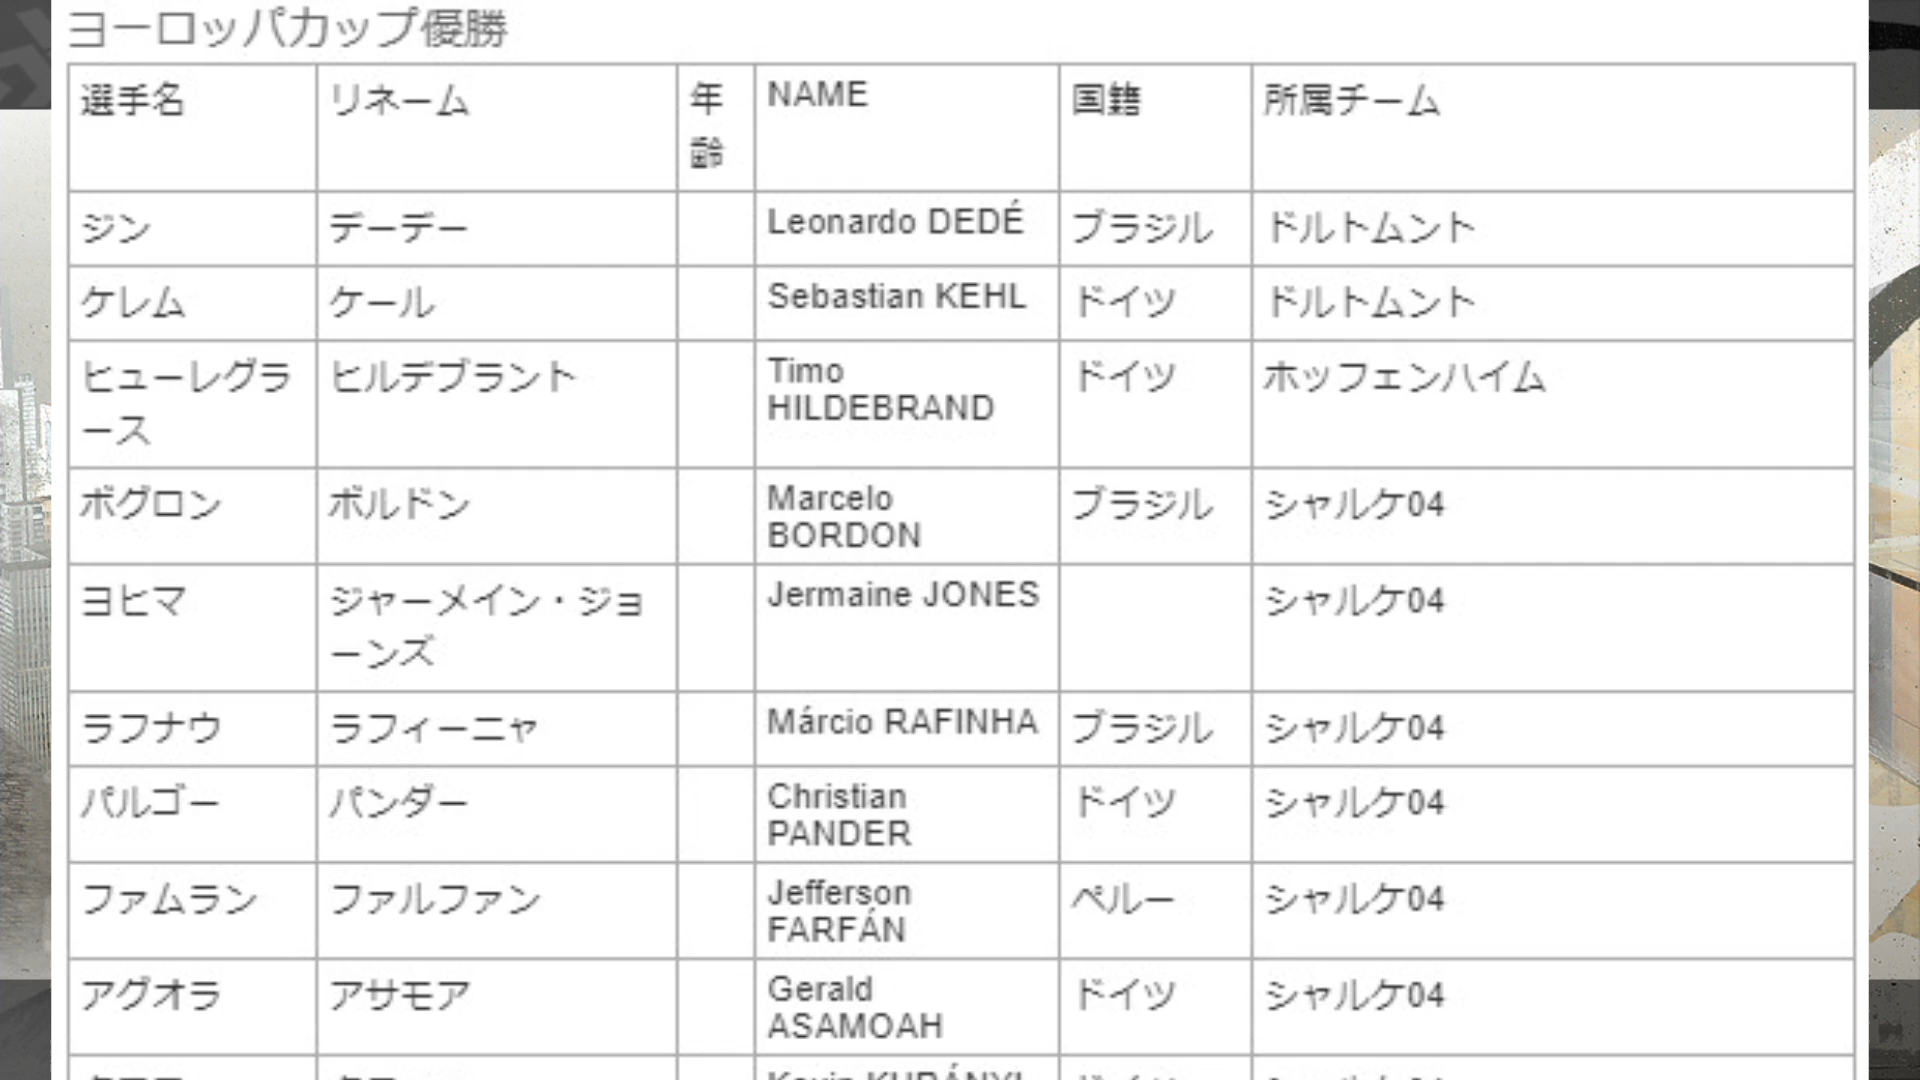 ヨーロッパカップ優勝
選手名 リネーム 年 NAME 国籍 所属チーム
齢
ジン デーデー Leonardo DEDÉ ブラジル ドルトムント
ケレム ケール Sebastian KEHL ドイツ ドルトムント
ヒューレグラ ヒルデブラント Timo ドイツ ホッフェンハイム
ース HILDEBRAND
ボグロン ボルドン Marcelo ブラジル シャルケ04
BORDON
ヨヒマ ジャーメイン・ジョ Jermaine JONES シャルケ04
ーンズ
ラフナウ ラフィーニャ Márcio RAFINHA ブラジル シャルケ04
パルゴー パンダー Christian ドイツ シャルケ04
PANDER
ファムラン ファルファン Jefferson ペルー シャルケ04
FARFÁN
アグオラ アサモア Gerald ドイツ シャルケ04
ASAMOAH